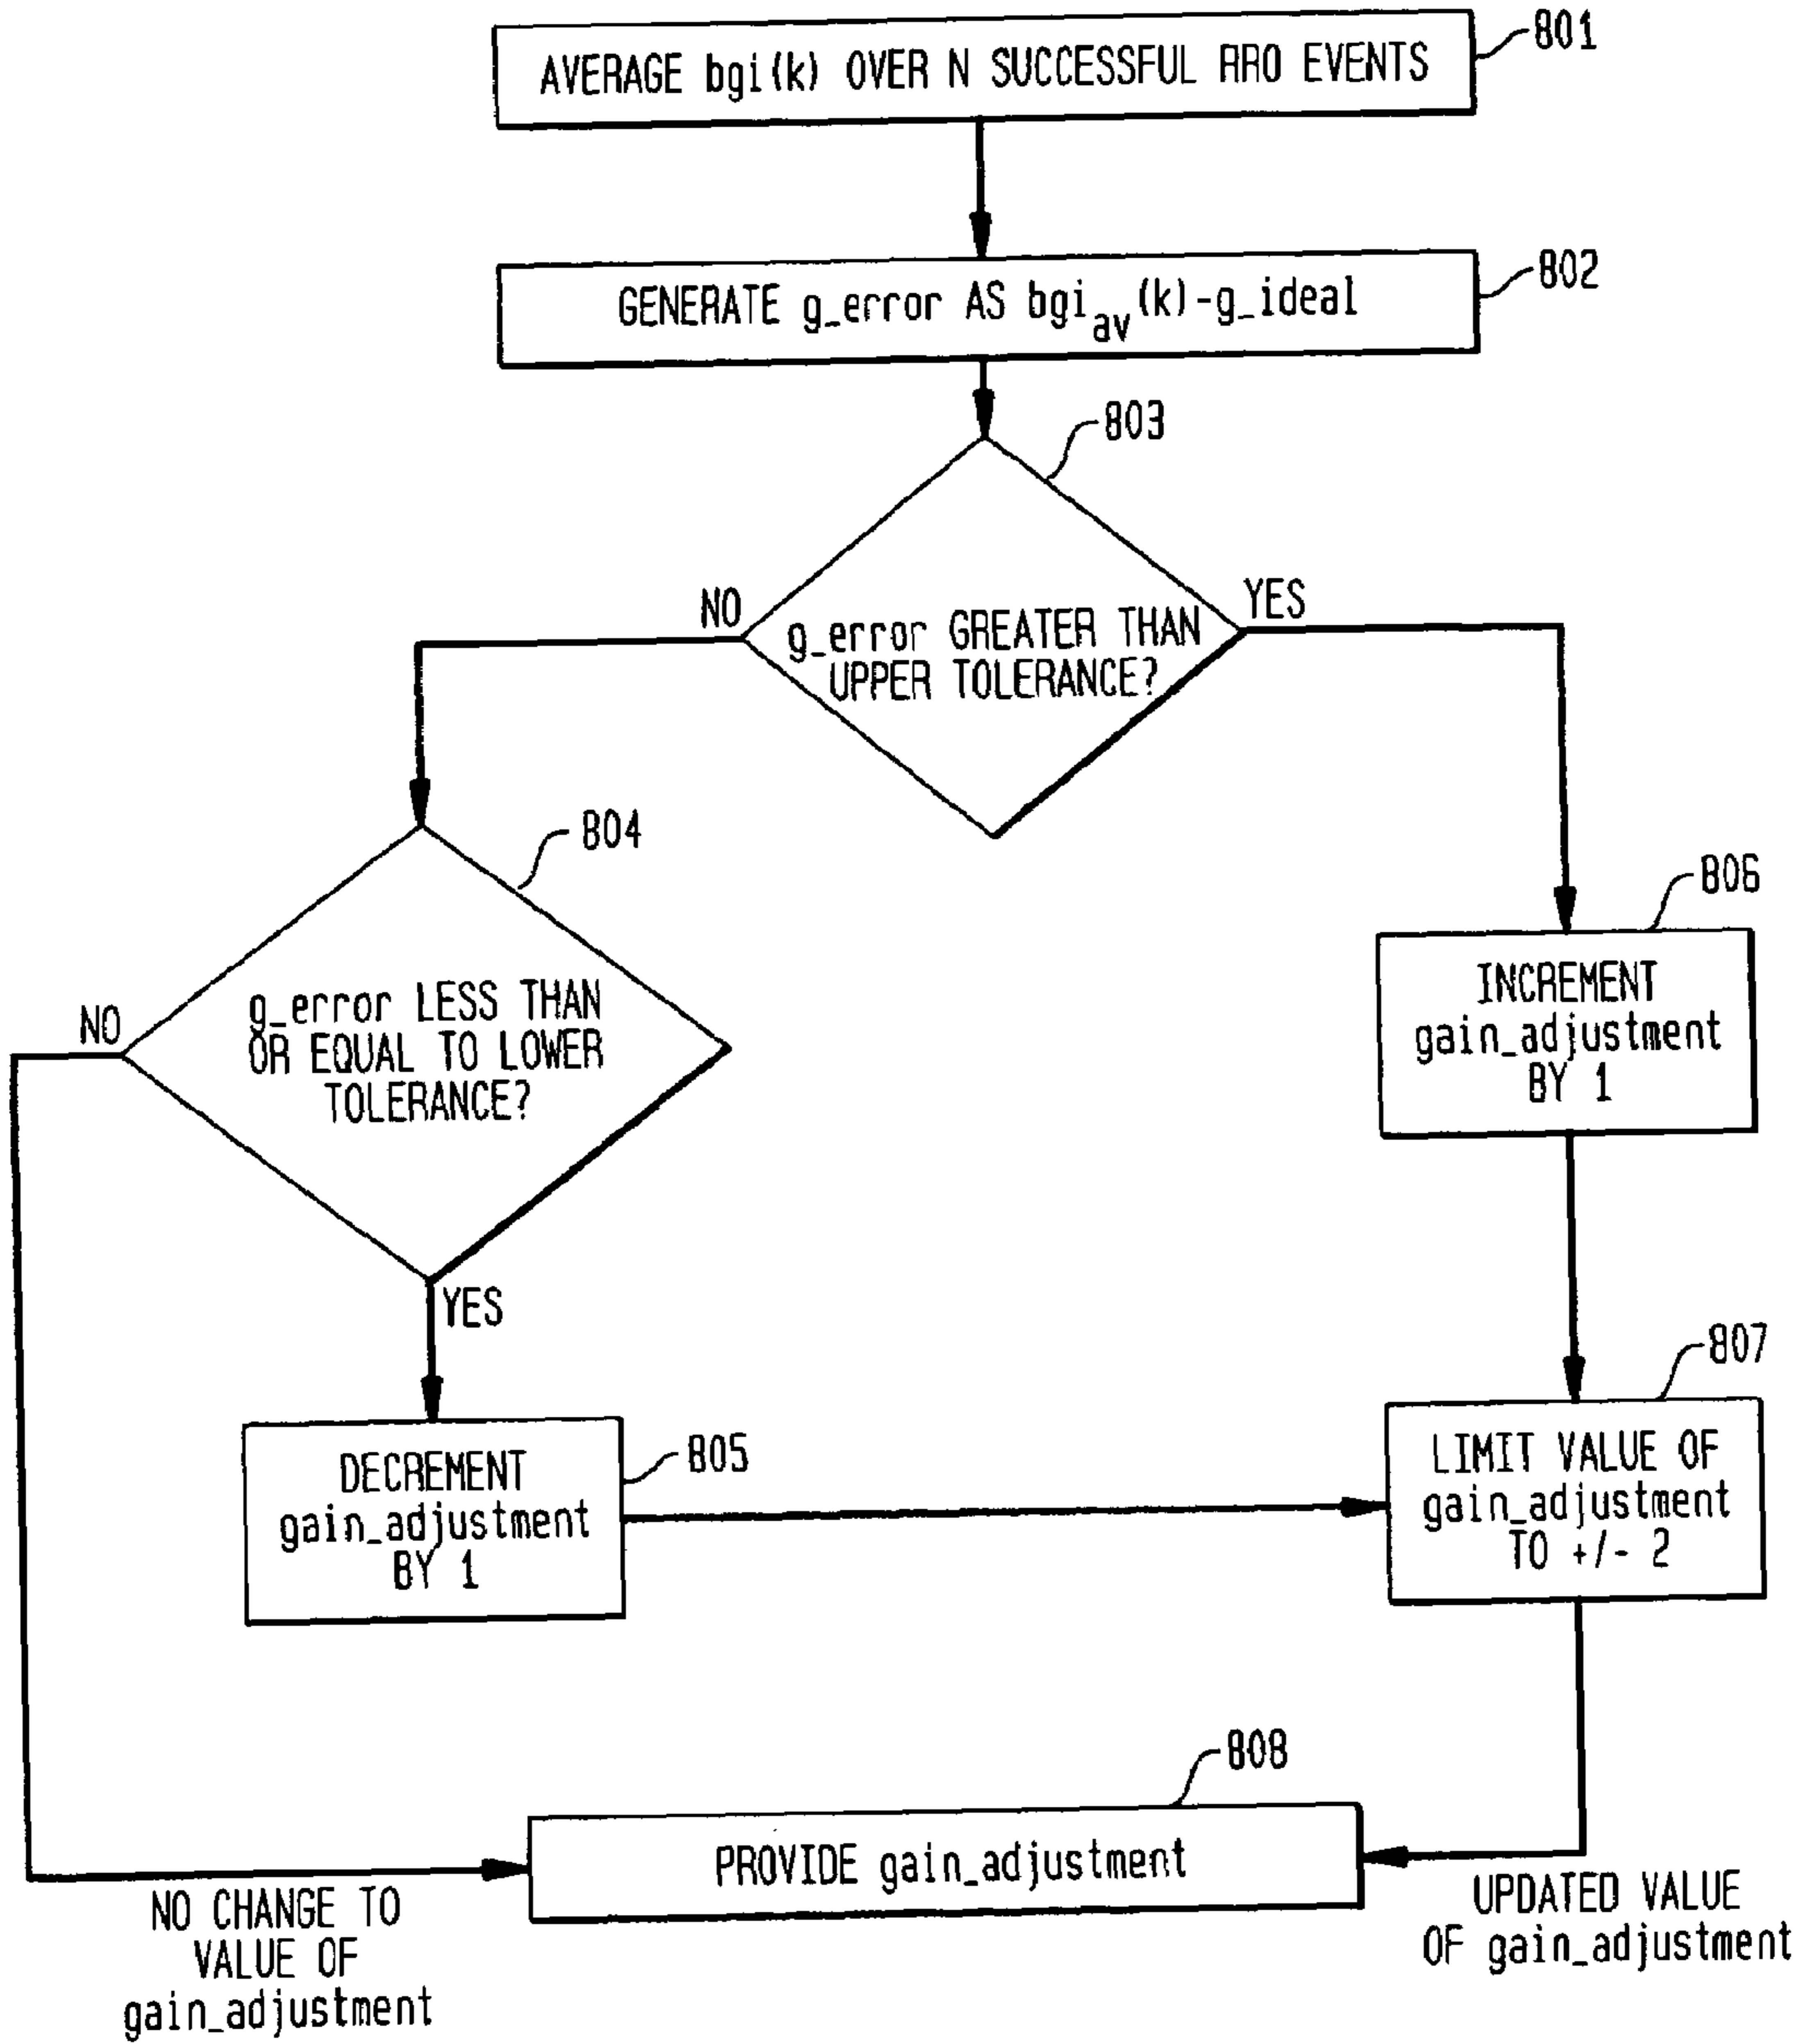 801
AVERAGE bgi(k) OVER N SUCCESSFUL RRO EVENTS
802
GENERATE g_error AS bgi_av(k)-g_ideal
803
NO
YES
g_error GREATER THAN
UPPER TOLERANCE?
804
806
NO
g_error LESS THAN
OR EQUAL TO LOWER
TOLERANCE?
INCREMENT
gain_adjustment
BY 1
YES
807
805
DECREMENT
gain_adjustment
BY 1
LIMIT VALUE OF
gain_adjustment
TO +/- 2
808
PROVIDE gain_adjustment
NO CHANGE TO
VALUE OF
gain_adjustment
UPDATED VALUE
OF gain_adjustment